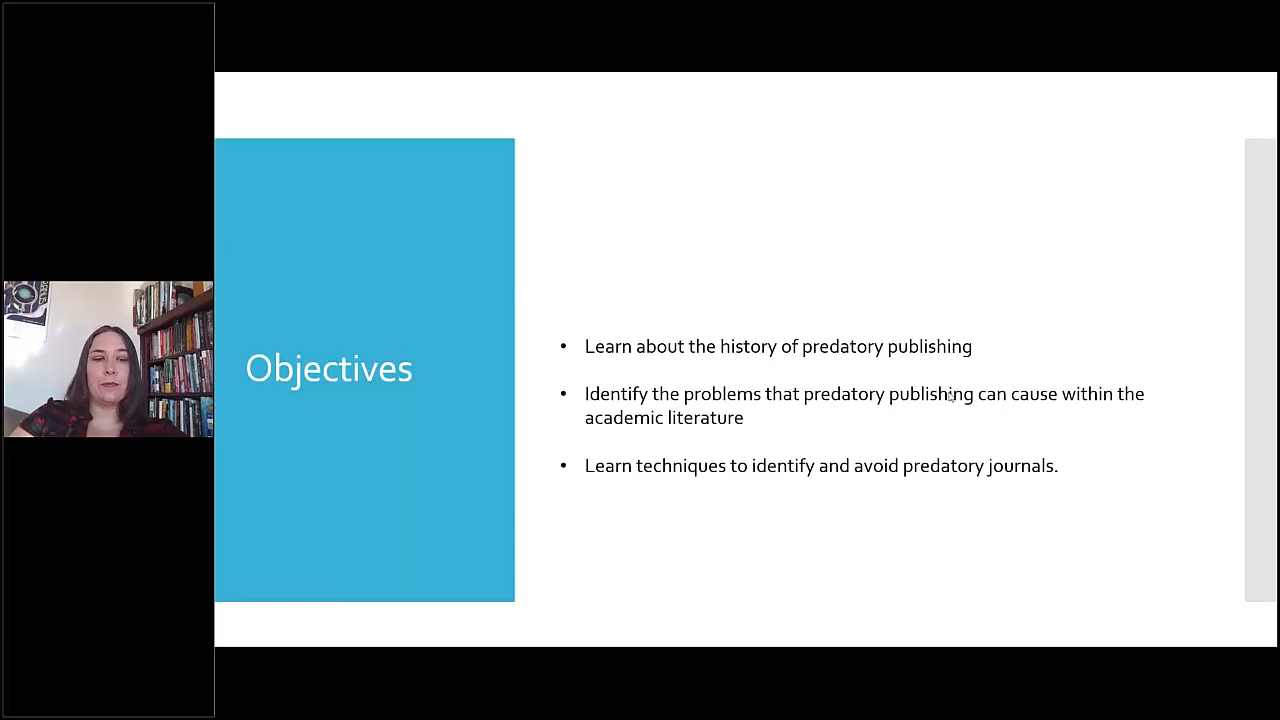 Objectives
• Learn about the history of predatory publishing
• Identify the problems that predatory publishing can cause within the
academic literature
• Learn techniques to identify and avoid predatory journals.